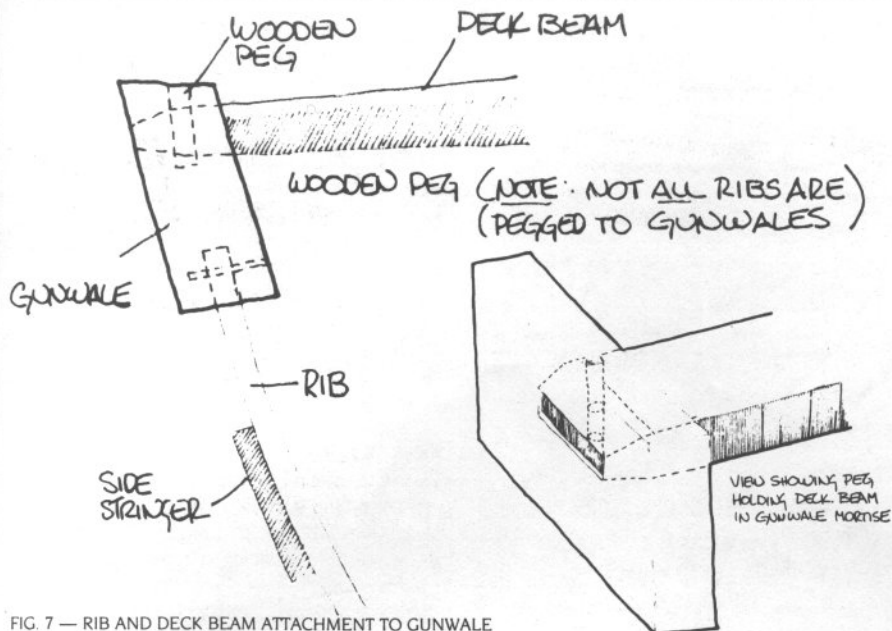 WOODEN
PEG
DECK BEAM
WOODEN PEG (NOTE: NOT ALL RIBS ARE)
(PEGGED TO GUNWALES)
GUNWALE
RIB
SIDE
STRINGER
VIEW SHOWING PEG
HOLDING DECK BEAM
IN GUNWALE MORTISE
FIG. 7 — RIB AND DECK BEAM ATTACHMENT TO GUNWALE